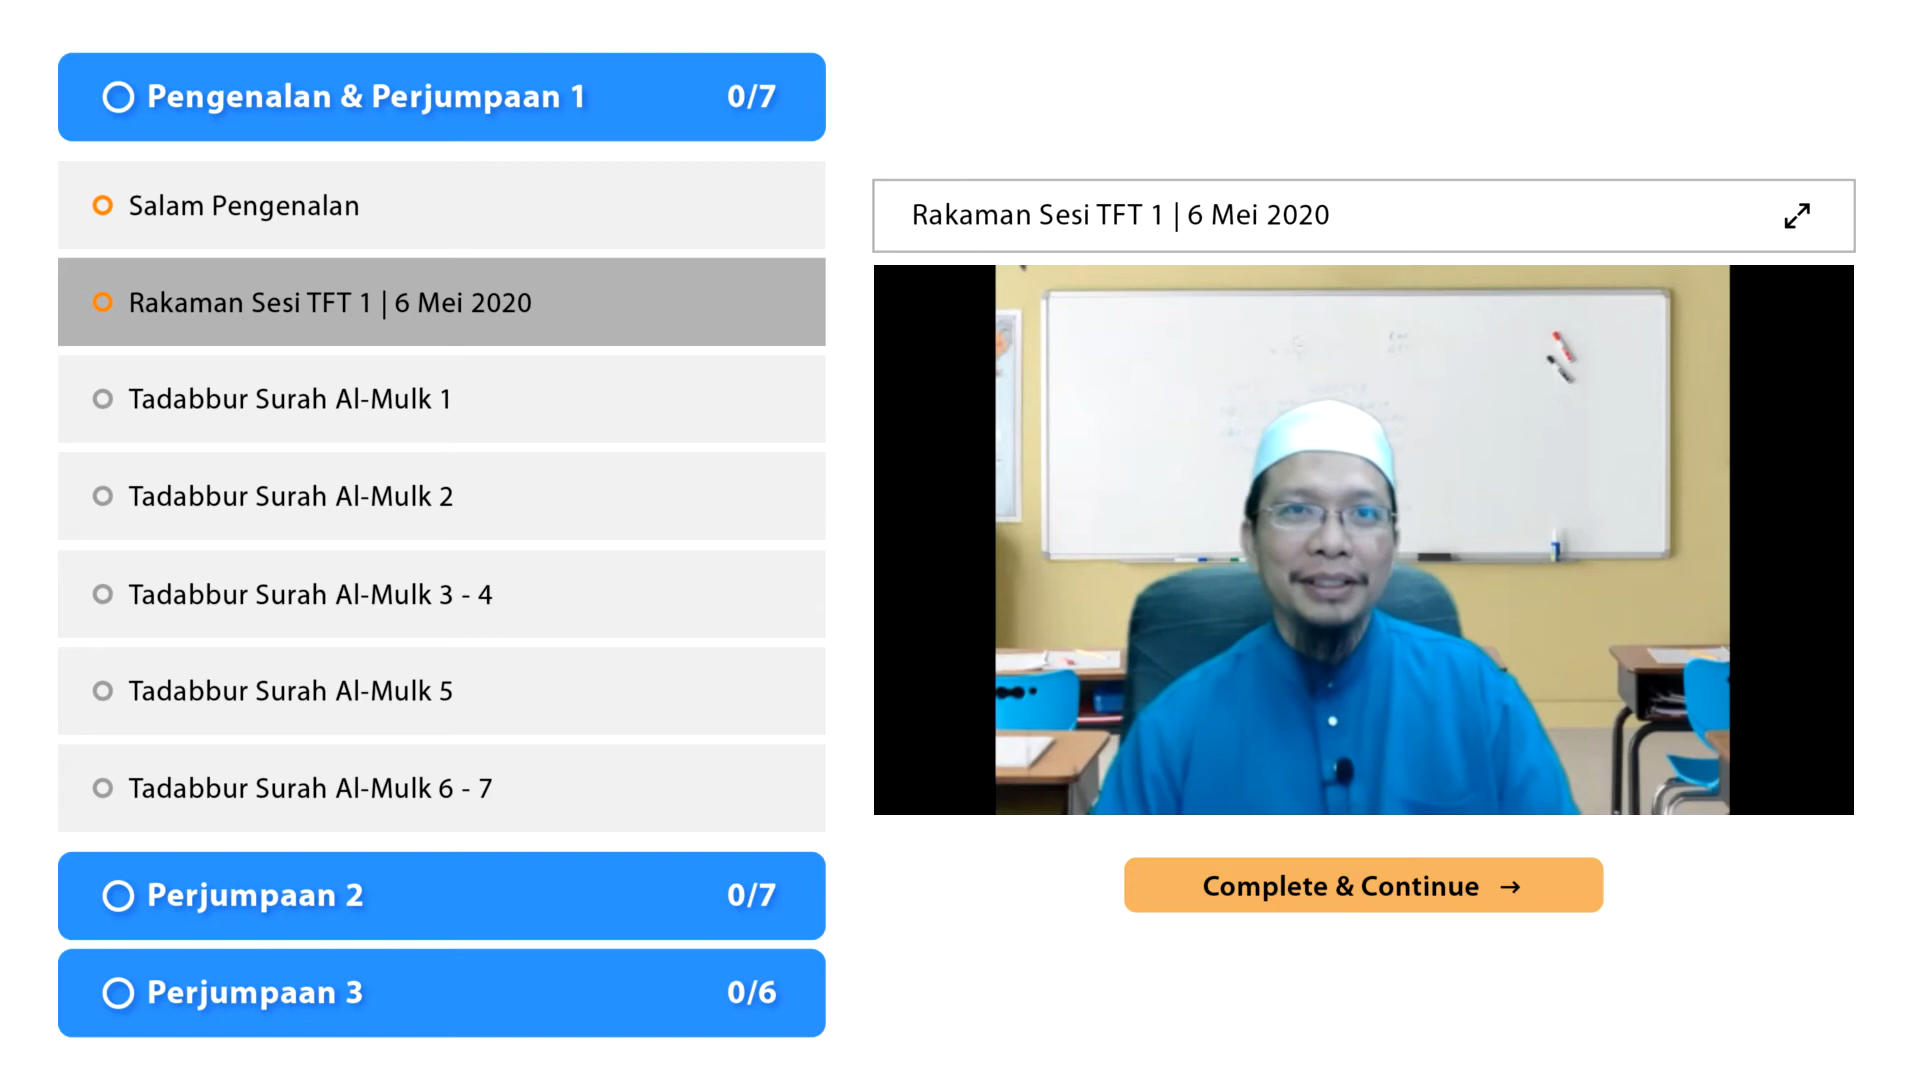 Pengenalan & Perjumpaan 1 0/7
Salam Pengenalan
Rakaman Sesi TFT 1 | 6 Mei 2020
Tadabbur Surah Al-Mulk 1
Tadabbur Surah Al-Mulk 2
Tadabbur Surah Al-Mulk 3 - 4
Tadabbur Surah Al-Mulk 5
Tadabbur Surah Al-Mulk 6 - 7
Perjumpaan 2 0/7
Perjumpaan 3 0/6
Rakaman Sesi TFT 1 | 6 Mei 2020
Complete & Continue →